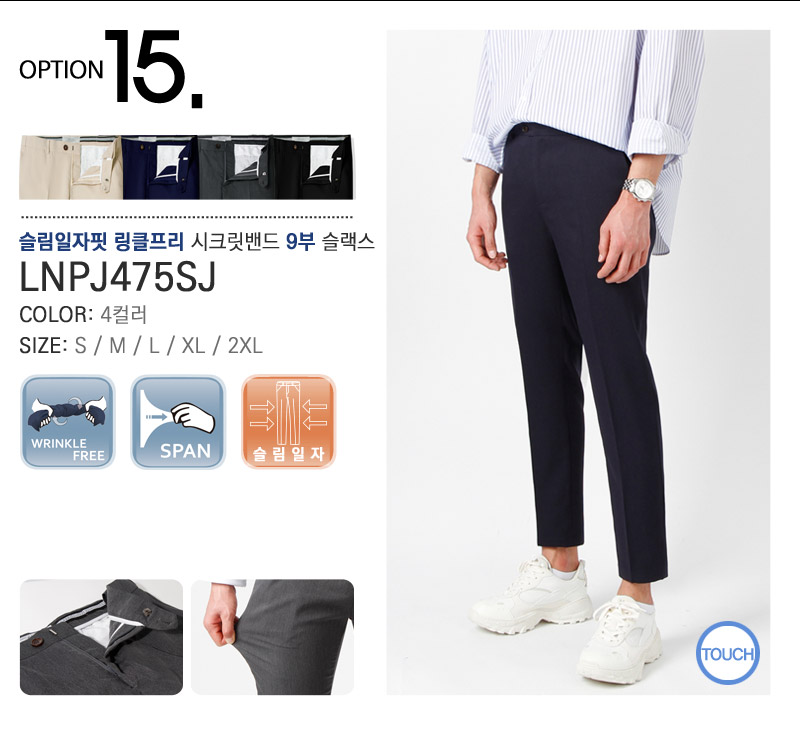 OPTION 15.
슬림일자핏 링클프리 시크릿밴드 9부 슬랙스
LNPJ475SJ
COLOR: 4컬러
SIZE: S / M / L / XL / 2XL
WRINKLE
FREE
SPAN
슬림일자
TOUCH